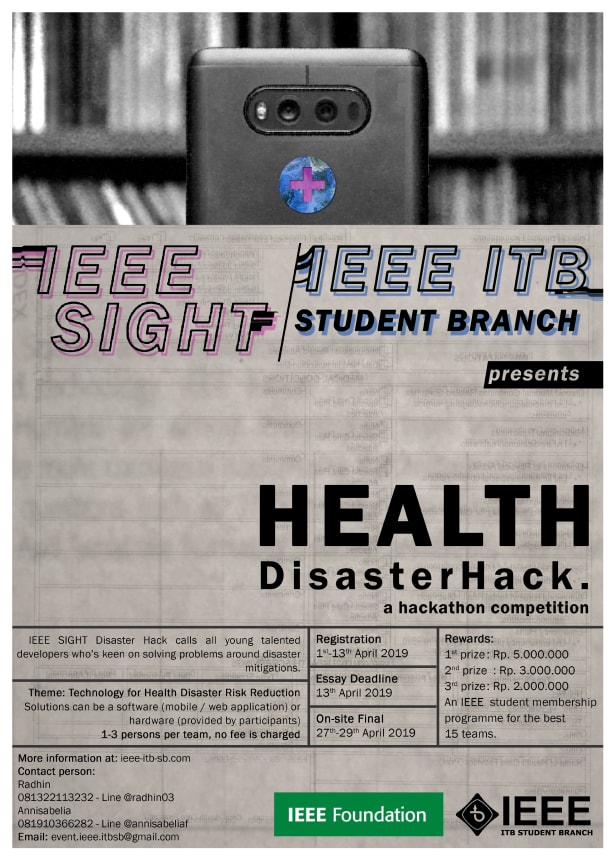 IEEE
SIGHT
IEEE ITB
STUDENT BRANCH
presents
HEALTH
DisasterHack.
a hackathon competition
IEEE SIGHT Disaster Hack calls all young talented
developers who's keen on solving problems around disaster
mitigations.
Theme: Technology for Health Disaster Risk Reduction
Solutions can be a software (mobile / web application) or
hardware (provided by participants)
1-3 persons per team, no fee is charged
Registration
1st-13th April 2019
Essay Deadline
13th April 2019
On-site Final
27th-29th April 2019
Rewards:
1st prize: Rp. 5.000.000
2nd prize : Rp. 3.000.000
3rd prize: Rp. 2.000.000
An IEEE student membership
programme for the best
15 teams.
More information at: ieee-itb-sb.com
Contact person:
Radhin
081322113232 - Line @radhin03
Annisabelia
081910366282 - Line @annisabeliaf
Email: event.ieee.itbsb@gmail.com
IEEE Foundation
IEEE
ITB STUDENT BRANCH